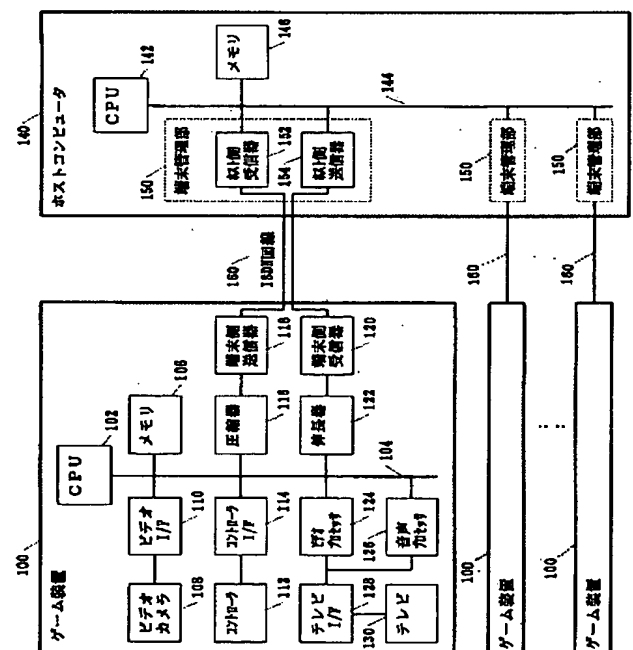 100
ゲーム装置
CPU
102
ビデオ
カメラ
108
ビデオ
I/F
110
メモリ
106
コントローラ
112
コントローラ
I/F
114
圧縮器
116
端末側
送信器
118
テレビ
I/F
128
ビデオ
プロセッサ
124
伸長器
122
端末側
受信器
120
130
テレビ
126
音声
プロセッサ
104
160
ISDN回線
140
ホストコンピュータ
CPU
142
150
端末管理部
ホスト側
受信器
152
154
ホスト側
送信器
メモリ
146
144
100
ゲーム装置
160
150
端末管理部
100
ゲーム装置
160
150
端末管理部